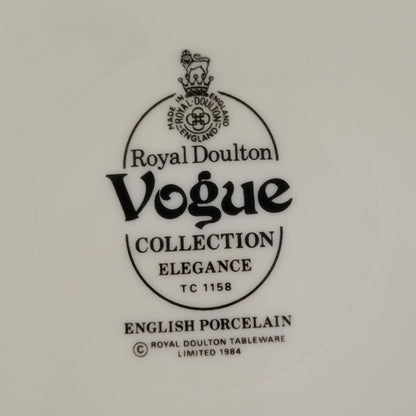 MADE IN ENGLAND
ROYAL·DOULTON
ENGLAND
Royal Doulton
Vogue
COLLECTION
ELEGANCE
TC 1158
ENGLISH PORCELAIN
© ROYAL DOULTON TABLEWARE
LIMITED 1984